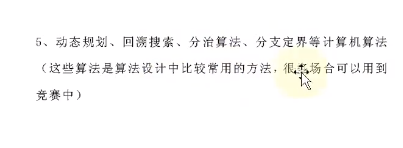 5、动态规划、回溯搜索、分治算法、分支定界等计算机算法
（这些算法是算法设计中比较常用的方法，很多场合可以用到
竞赛中）